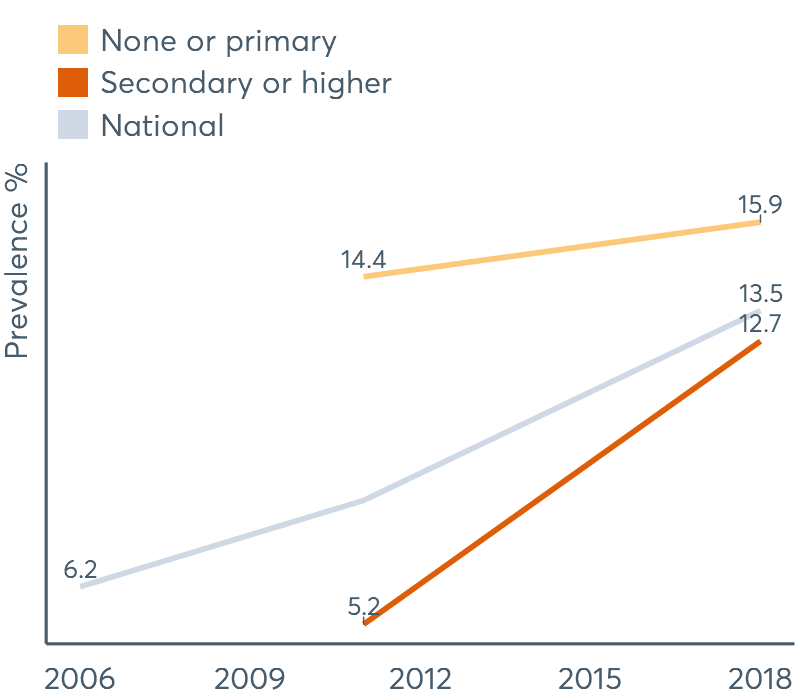 None or primary
Secondary or higher
National
Prevalence %
15.9
14.4
13.5
12.7
6.2
5.2
2006 2009 2012 2015 2018